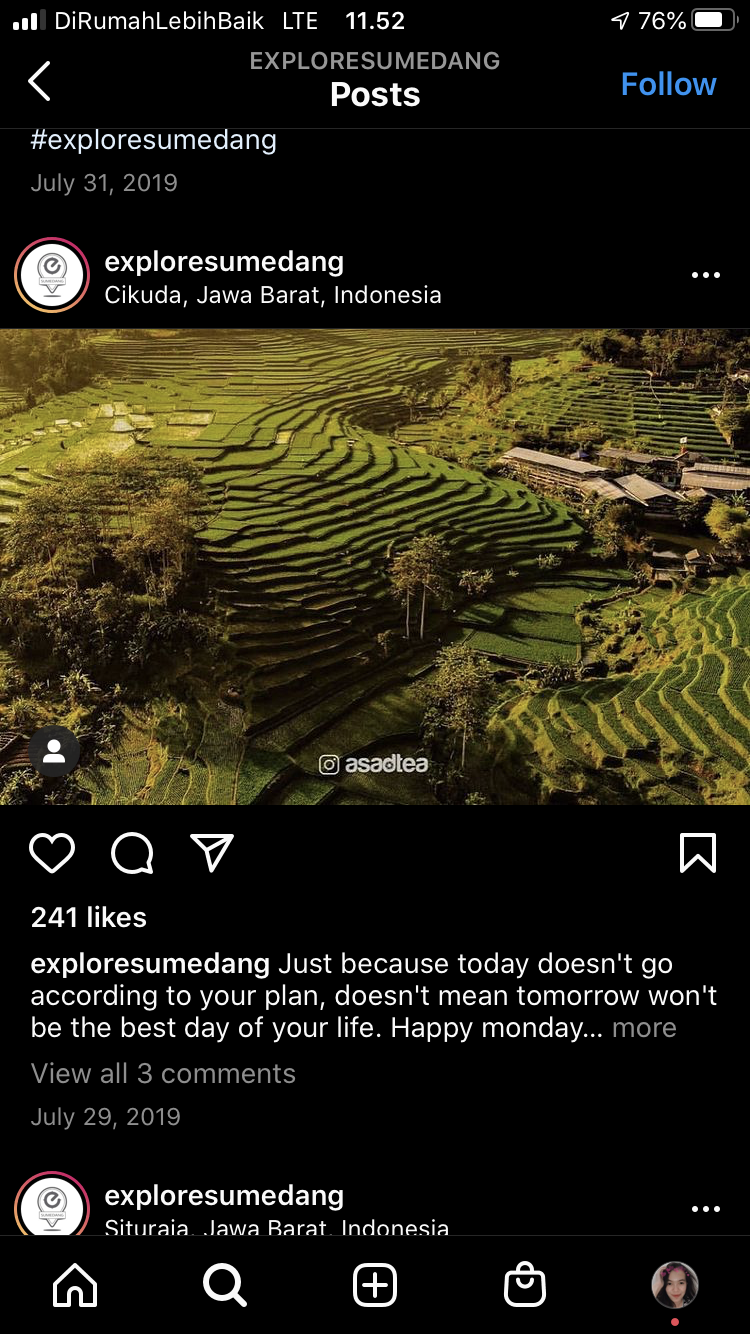 DiRumahLebihBaik LTE 11.52 76%
EXPLORESUMEDANG
Posts
Follow
#exploresumedang
July 31, 2019
exploresumedang
Cikuda, Jawa Barat, Indonesia
asadtea
241 likes
exploresumedang Just because today doesn't go
according to your plan, doesn't mean tomorrow won't
be the best day of your life. Happy monday... more
View all 3 comments
July 29, 2019
exploresumedang
Situraja, Jawa Barat, Indonesia